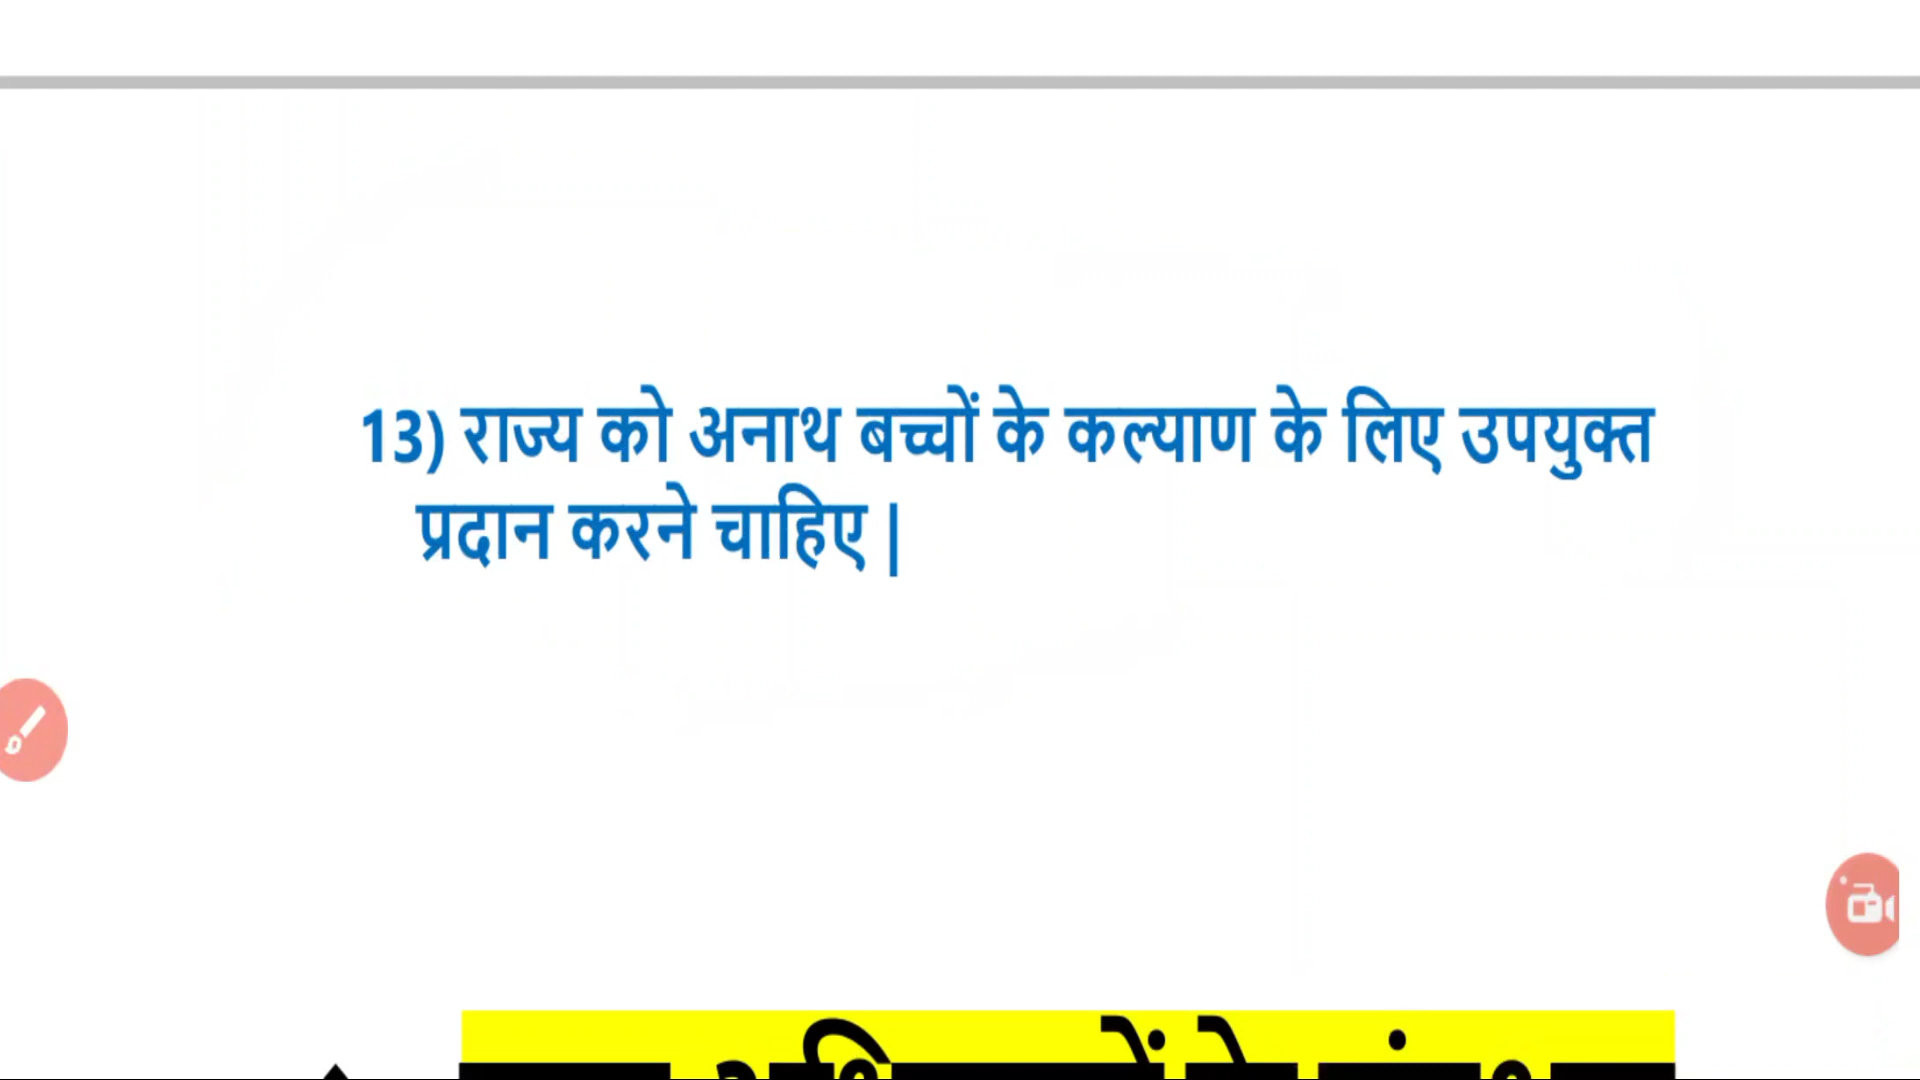 13) राज्य को अनाथ बच्चों के कल्याण के लिए उपयुक्त
प्रदान करने चाहिए |